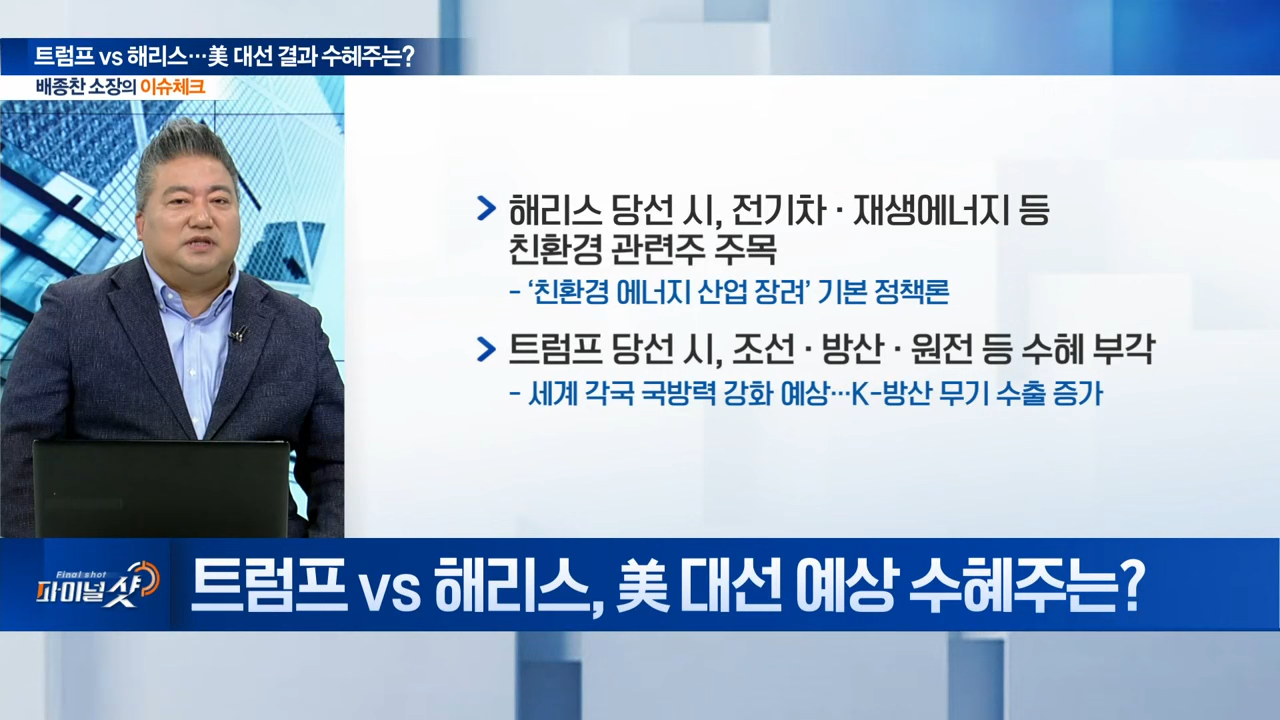 트럼프 vs 해리스…美 대선 결과 수혜주는?
배종찬 소장의 이슈체크
> 해리스 당선 시, 전기차 · 재생에너지 등
친환경 관련주 주목
- ‘친환경 에너지 산업 장려’ 기본 정책론
> 트럼프 당선 시, 조선 · 방산 · 원전 등 수혜 부각
- 세계 각국 국방력 강화 예상…K-방산 무기 수출 증가
Final shot
파이널샷
트럼프 vs 해리스, 美 대선 예상 수혜주는?